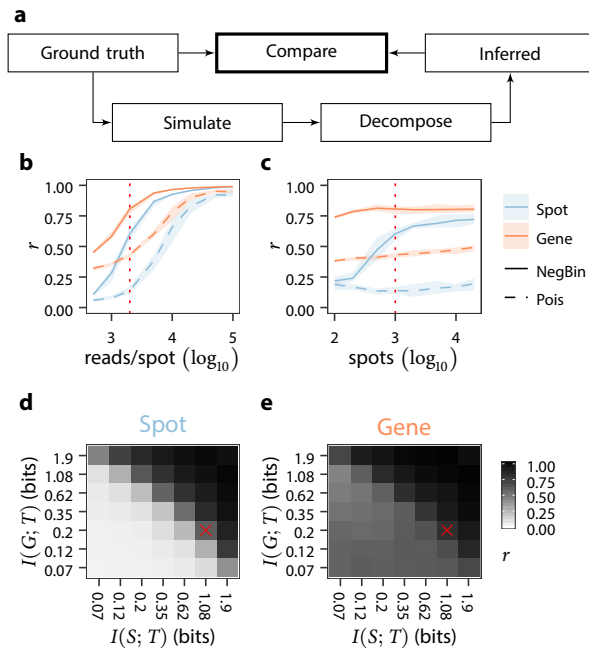 a
Ground truth
Compare
Inferred
Simulate
Decompose
b
c
1.00
0.75
0.50
0.25
0.00
r
3
4
5
reads/spot (log10)
1.00
0.75
0.50
0.25
0.00
2
3
4
spots (log10)
Spot
Gene
NegBin
Pois
d
e
Spot
Gene
1.9
1.08
0.62
0.35
0.2
0.12
0.07
I(G; T) (bits)
0.07
0.12
0.2
0.35
0.62
1.08
1.9
I(S; T) (bits)
1.9
1.08
0.62
0.35
0.2
0.12
0.07
I(G; T) (bits)
0.07
0.12
0.2
0.35
0.62
1.08
1.9
I(S; T) (bits)
1.00
0.75
0.50
0.25
0.00
r